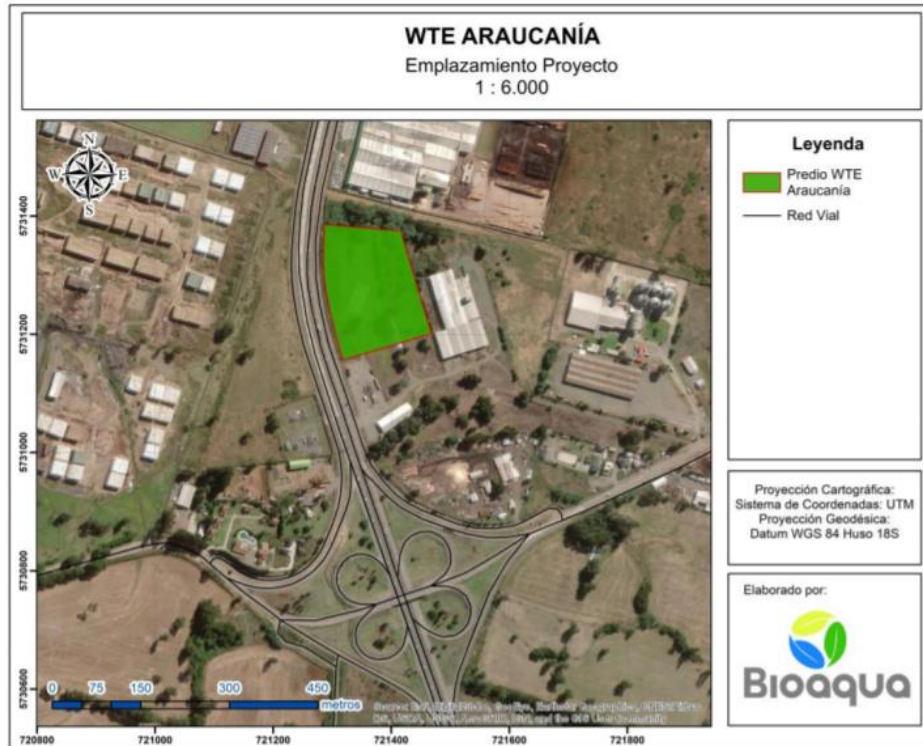 WTE ARAUCANÍA
Emplazamiento Proyecto
1 : 6.000
N
W E
S
5731400
5731200
5731000
5730800
5730600
720800 721000 721200 721400 721600 721800
0 75 150 300 450
metros
Leyenda
Predio WTE
Araucanía
Red Vial
Proyección Cartográfica:
Sistema de Coordenadas: UTM
Proyección Geodésica:
Datum WGS 84 Huso 18S
Elaborado por:
Bioaqua